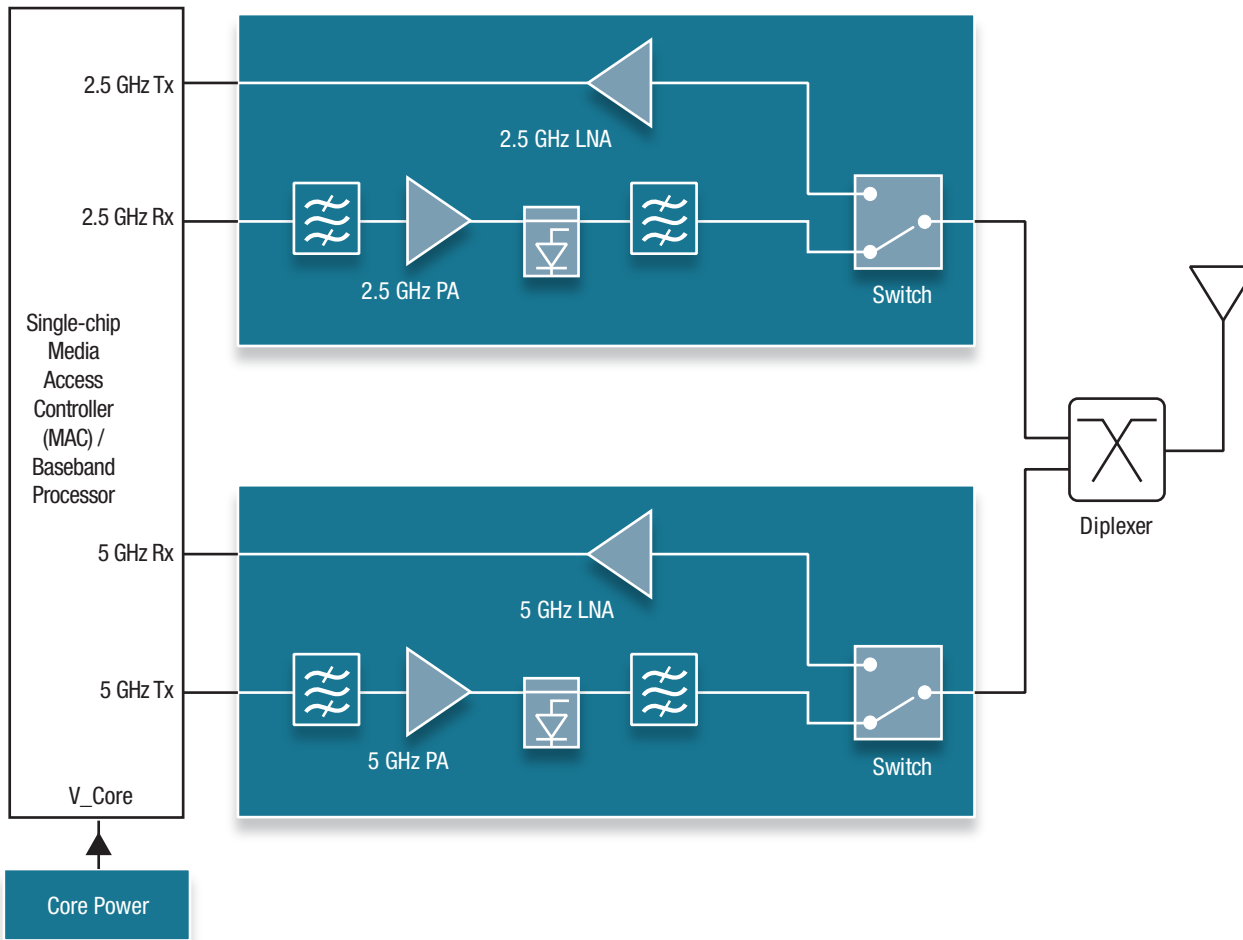 2.5 GHz Tx
2.5 GHz LNA
2.5 GHz Rx
2.5 GHz PA
Switch
Single-chip
Media
Access
Controller
(MAC) /
Baseband
Processor
Diplexer
5 GHz Rx
5 GHz LNA
5 GHz Tx
5 GHz PA
Switch
V_Core
Core Power